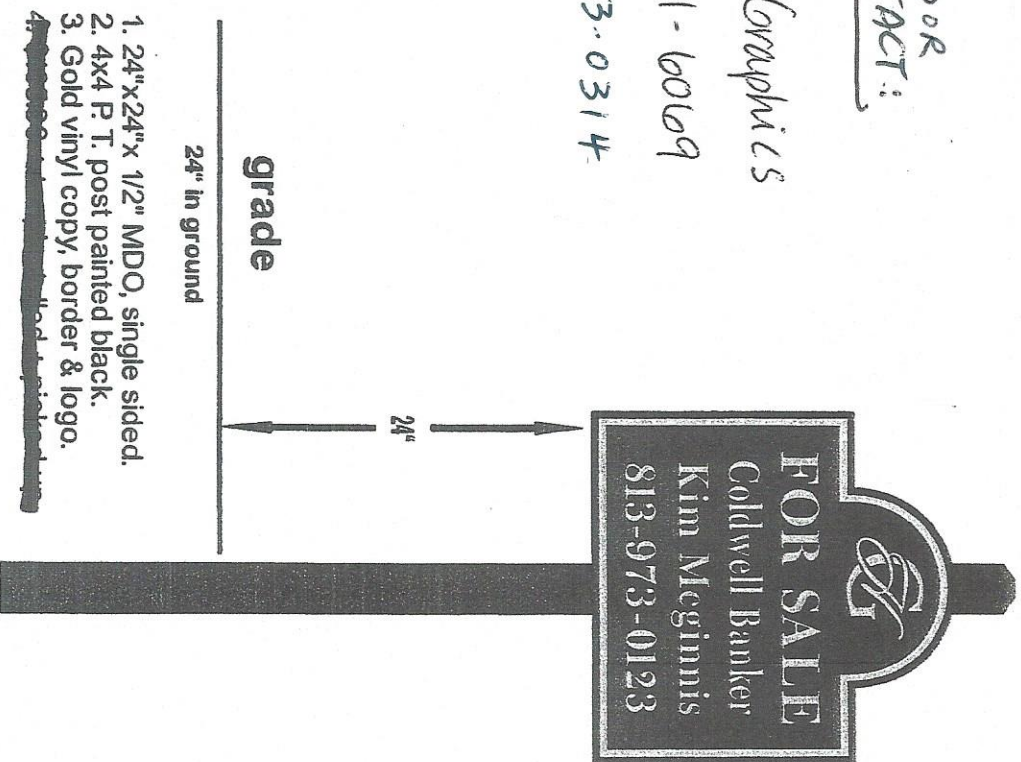 TACT:
Graphics
1-6069
3.0314
FOR SALE
Coldwell Banker
Kim Mcginnis
813-973-0123
24"
grade
24" in ground
1. 24"x24"x 1/2" MDO, single sided.
2. 4x4 P. T. post painted black.
3. Gold vinyl copy, border & logo.
4.